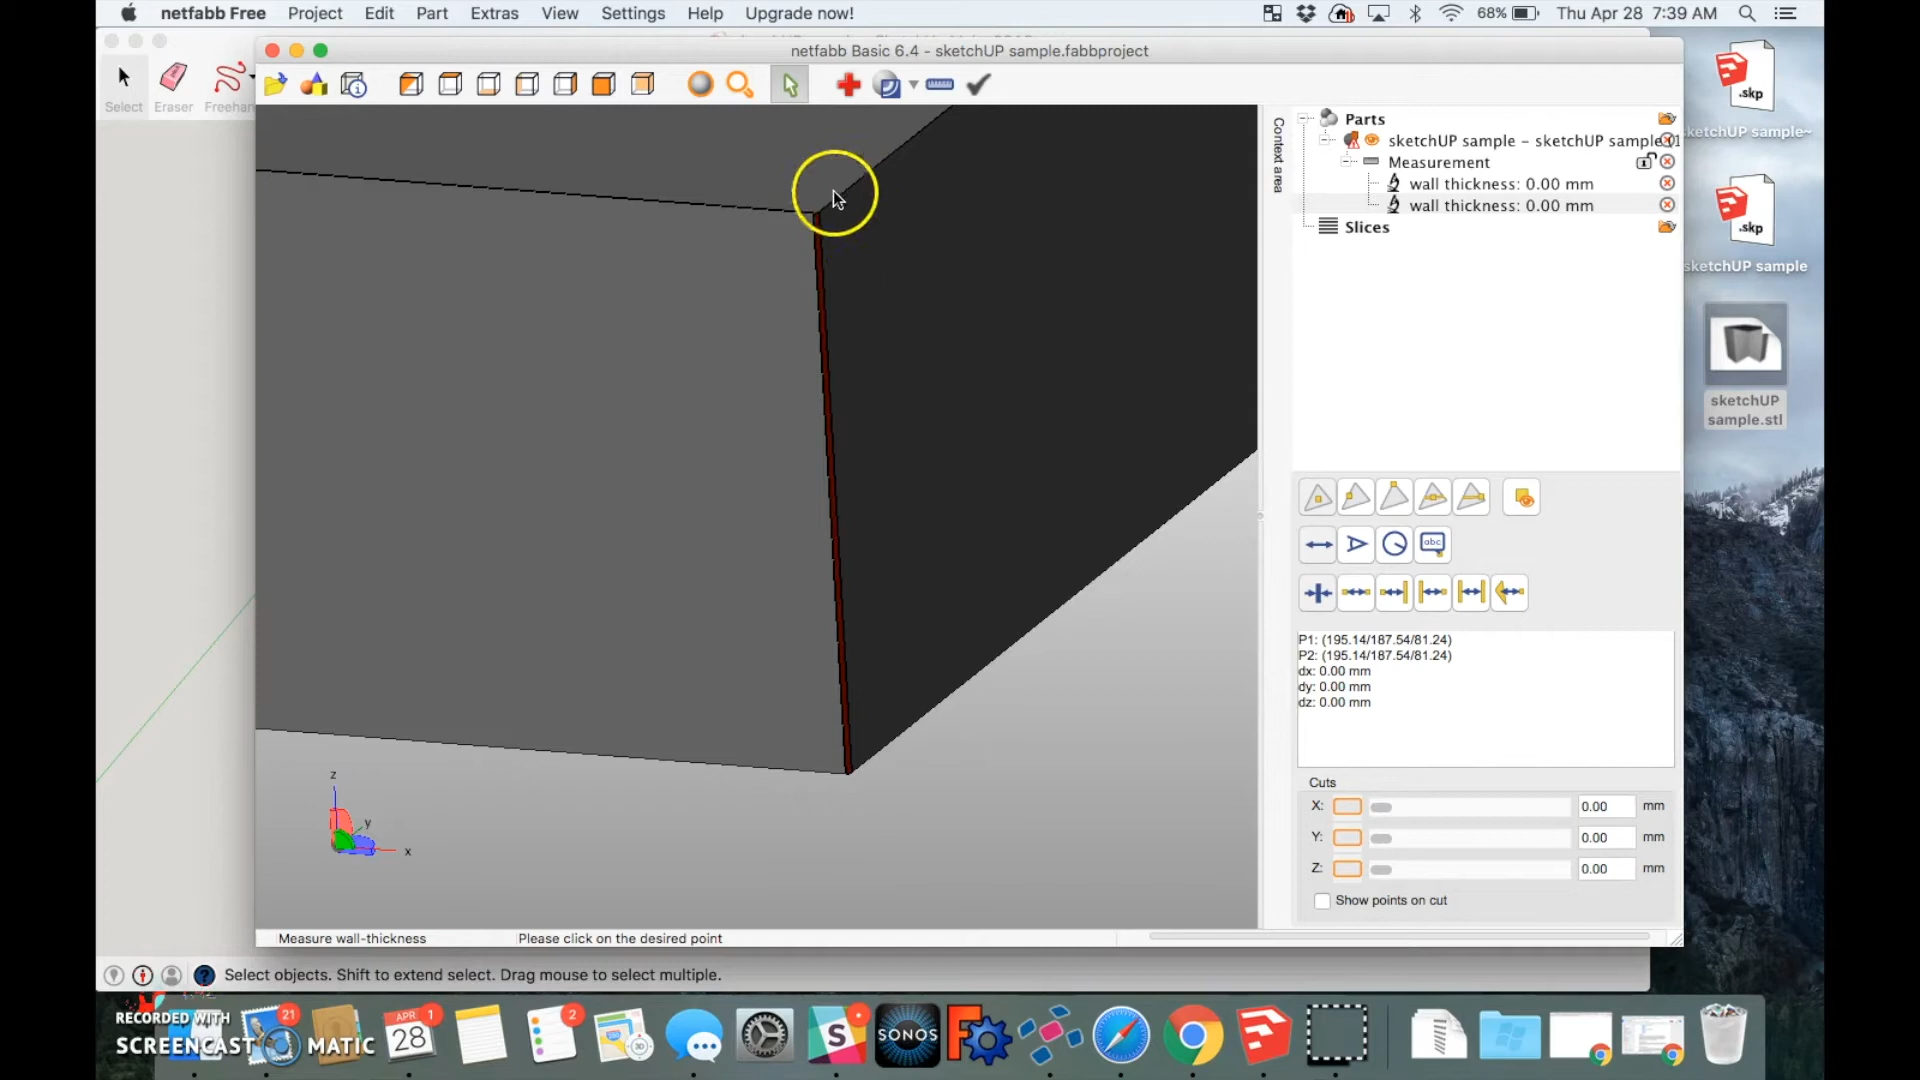 netfabb Free Project Edit Part Extras View Settings Help Upgrade now! 68% Thu Apr 28 7:39 AM
netfabb Basic 6.4 - sketchUP sample.fabbproject
Select Eraser Freehan
.skp
sketchUP sample~
.skp
sketchUP sample
sketchUP
sample.stl
Context area
Parts
sketchUP sample – sketchUP sample
Measurement
wall thickness: 0.00 mm
wall thickness: 0.00 mm
Slices
abc
P1: (195.14/187.54/81.24)
P2: (195.14/187.54/81.24)
dx: 0.00 mm
dy: 0.00 mm
dz: 0.00 mm
Cuts
X: 0.00 mm
Y: 0.00 mm
Z: 0.00 mm
Show points on cut
z
y
x
Measure wall-thickness Please click on the desired point
Select objects. Shift to extend select. Drag mouse to select multiple.
RECORDED WITH
SCREENCAST MATIC
21
APR 1
28
2
3D
S
SONOS